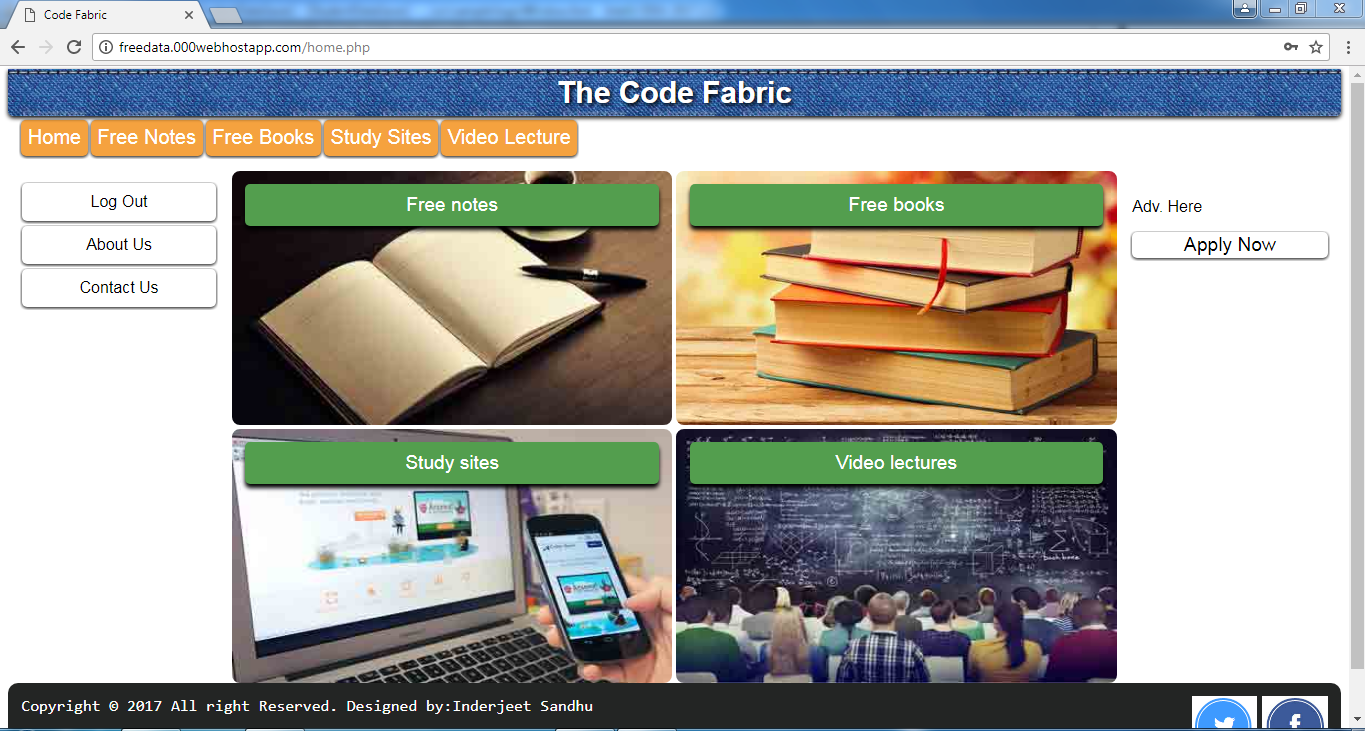 Code Fabric
freedata.000webhostapp.com/home.php
The Code Fabric
Home Free Notes Free Books Study Sites Video Lecture
Log Out
About Us
Contact Us
Free notes
Free books
Adv. Here
Apply Now
Study sites
Video lectures
Copyright © 2017 All right Reserved. Designed by:Inderjeet Sandhu